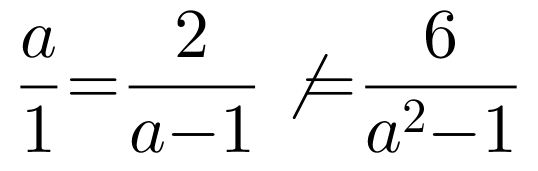 a/1 = 2/(a−1) ≠ 6/(a²−1)